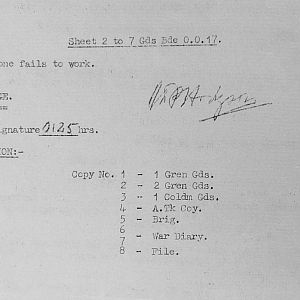 Sheet 2 to 7 Gds Bde O.O.17.
one fails to work.
GE.
ignature 0125 hrs.
ION:-
Copy No. 1 - 1 Gren Gds.
2 - 2 Gren Gds.
3 - 1 Coldm Gds.
4 - A.Tk Coy.
5 - Brig.
6
7 - War Diary.
8 - File.